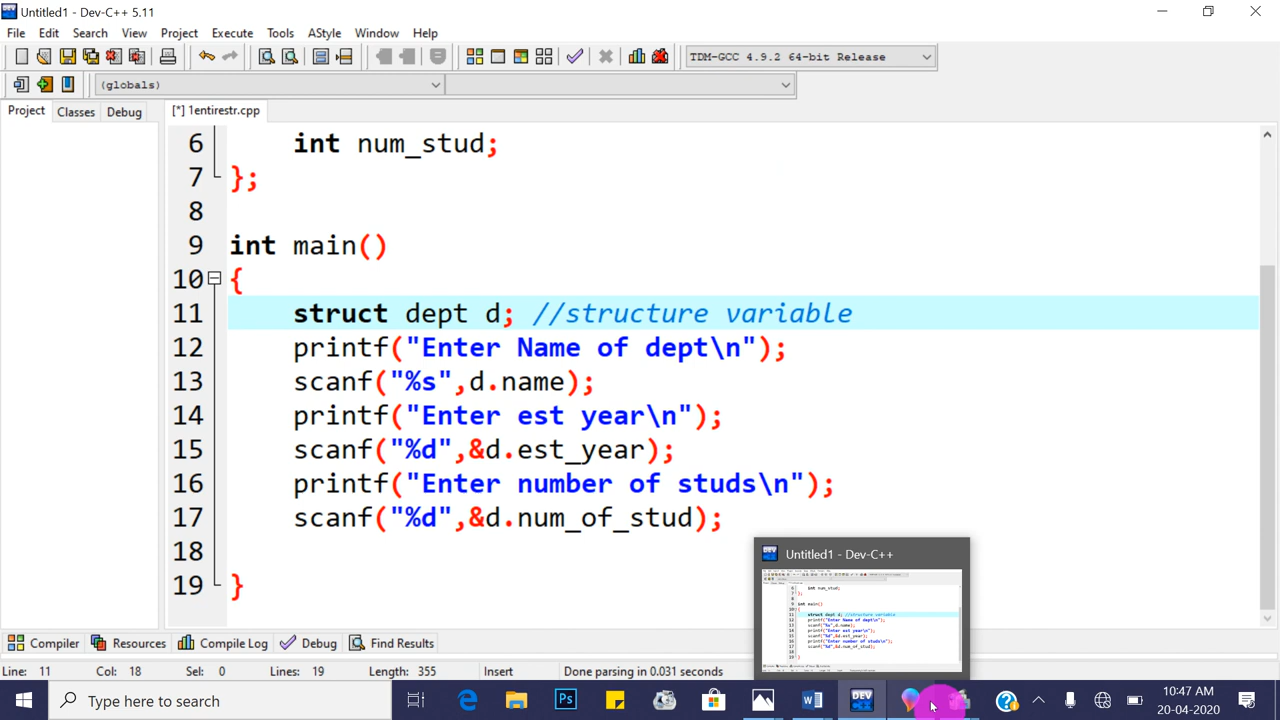 Untitled1 - Dev-C++ 5.11
File Edit Search View Project Execute Tools AStyle Window Help
TDM-GCC 4.9.2 64-bit Release
(globals)
Project Classes Debug [*] 1entirestr.cpp
6 int num_stud;
7 };
8
9 int main()
10 {
11 struct dept d; //structure variable
12 printf("Enter Name of dept\n");
13 scanf("%s",d.name);
14 printf("Enter est year\n");
15 scanf("%d",&d.est_year);
16 printf("Enter number of studs\n");
17 scanf("%d",&d.num_of_stud);
18
19 }
Untitled1 - Dev-C++
Compiler Resources Compile Log Debug Find Results
Line: 11 Col: 18 Sel: 0 Lines: 19 Length: 355 Insert Done parsing in 0.031 seconds
Type here to search
10:47 AM
20-04-2020